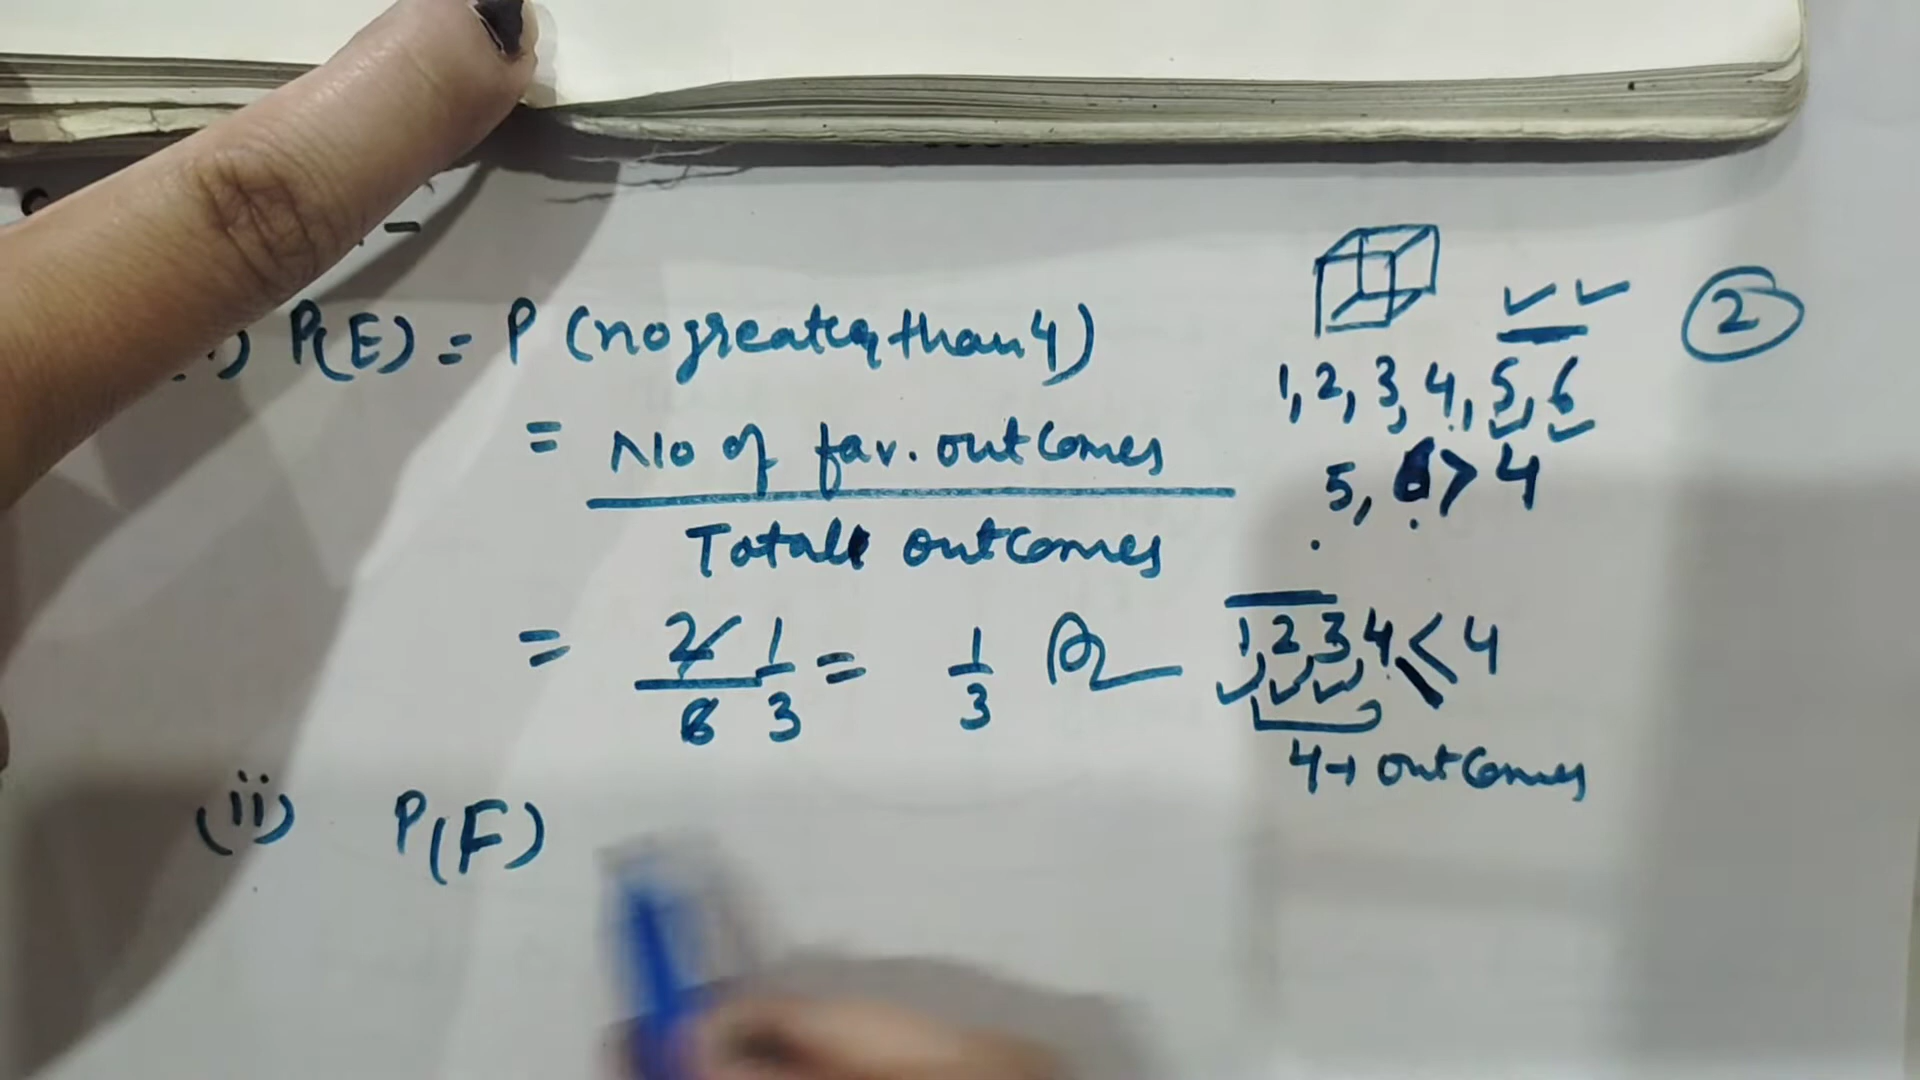 ) P(E) = P (no greater than 4)
= No of fav. outcomes
Total outcomes
= 2/6 1/3 = 1/3
1, 2, 3, 4, 5, 6
2
5, 6 > 4
1, 2, 3, 4 < 4
4 → outcomes
(ii) P(F)